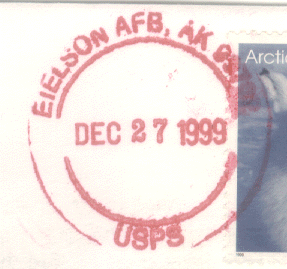 EIELSON AFB, AK
DEC 27 1999
USPS
Arctic